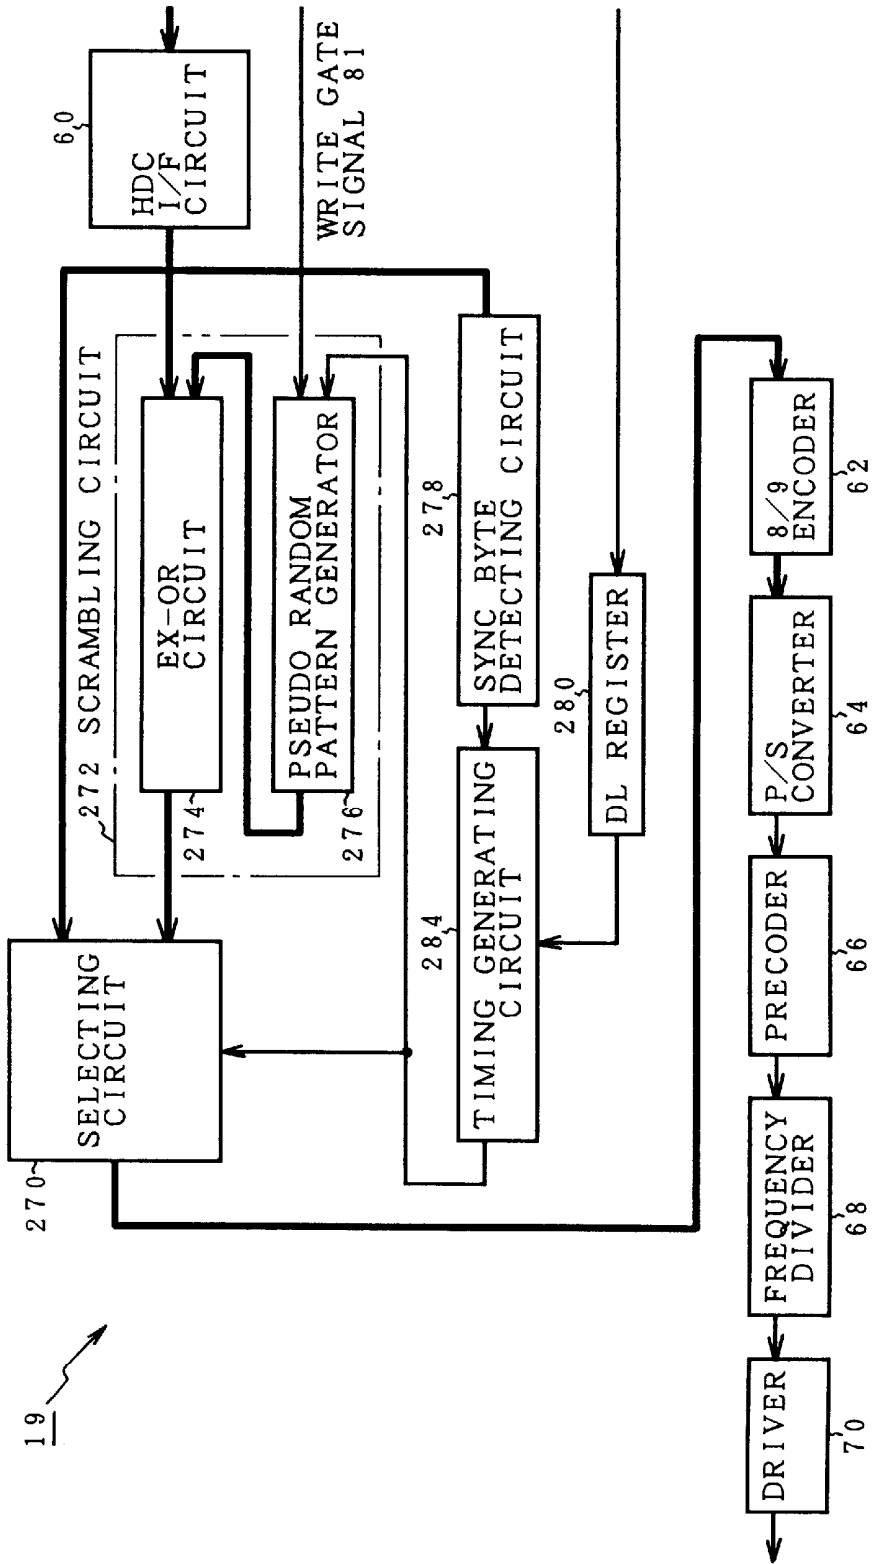 19
270
SELECTING
CIRCUIT
272 SCRAMBLING CIRCUIT
274
EX-OR
CIRCUIT
60
HDC
I/F
CIRCUIT
276
PSEUDO RANDOM
PATTERN GENERATOR
WRITE GATE
SIGNAL 81
284
TIMING GENERATING
CIRCUIT
278
SYNC BYTE
DETECTING CIRCUIT
280
DL REGISTER
DRIVER
70
FREQUENCY
DIVIDER
68
PRECODER
66
P/S
CONVERTER
64
8/9
ENCODER
62